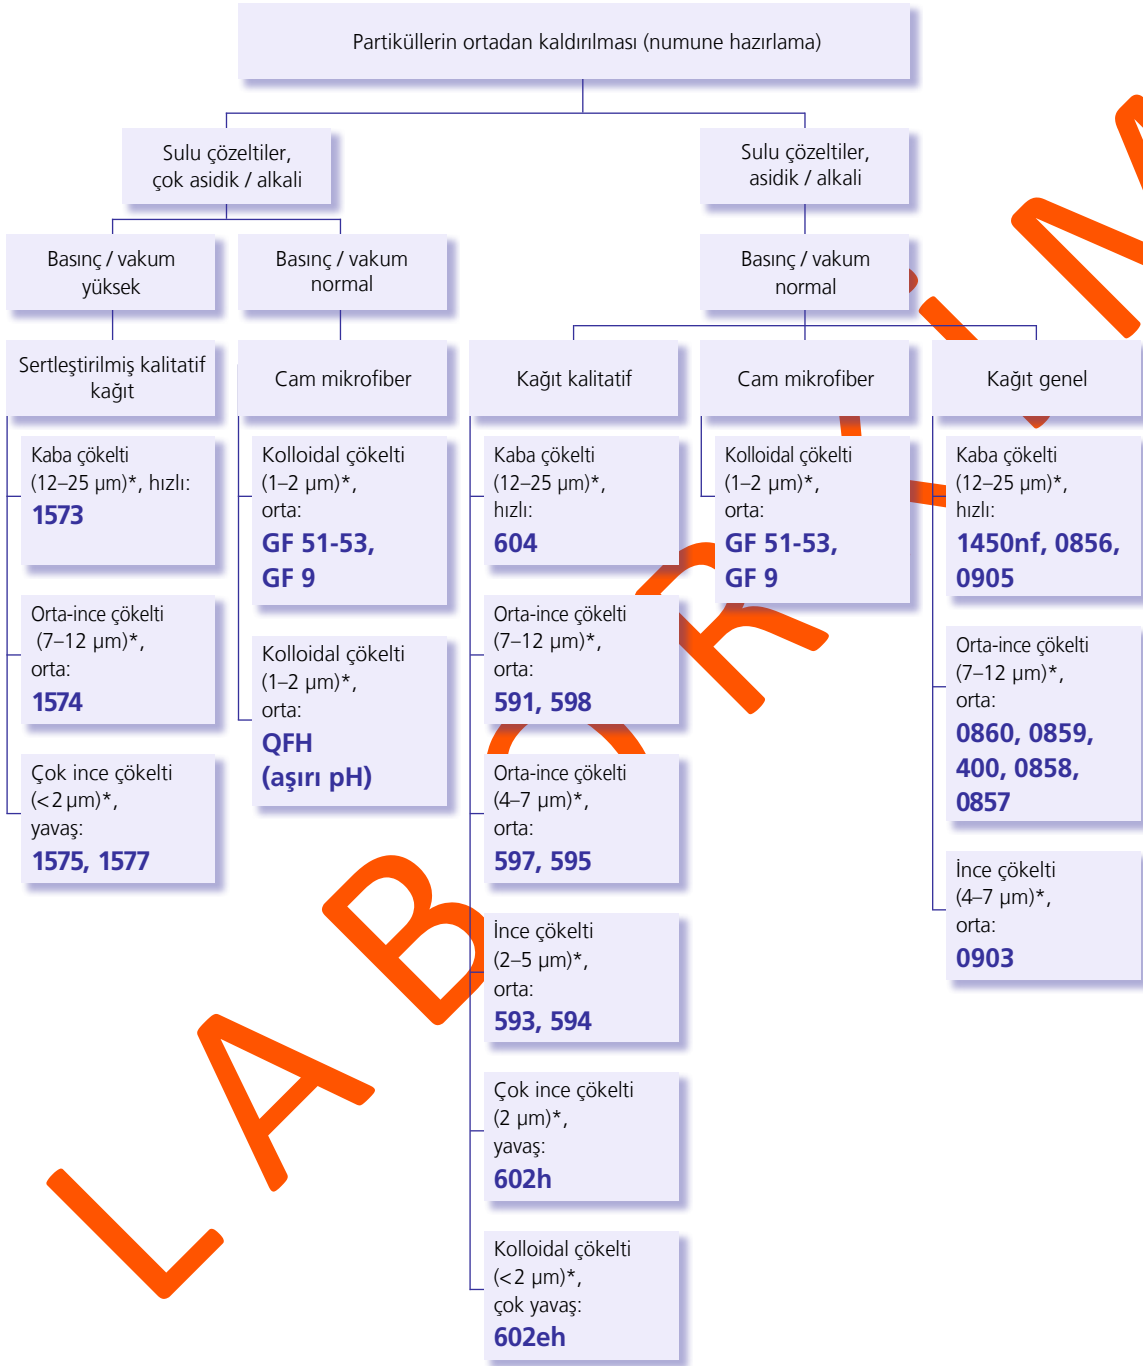 Partiküllerin ortadan kaldırılması (numune hazırlama)
Sulu çözeltiler,
çok asidik / alkali
Sulu çözeltiler,
asidik / alkali
Basınç / vakum
yüksek
Basınç / vakum
normal
Basınç / vakum
normal
Sertleştirilmiş kalitatif
kağıt
Cam mikrofiber
Kağıt kalitatif
Cam mikrofiber
Kağıt genel
Kaba çökelti
(12–25 µm)*, hızlı:
1573
Orta-ince çökelti
(7–12 µm)*,
orta:
1574
Çok ince çökelti
(<2 µm)*,
yavaş:
1575, 1577
Kolloidal çökelti
(1–2 µm)*,
orta:
GF 51-53,
GF 9
Kolloidal çökelti
(1–2 µm)*,
orta:
QFH
(aşırı pH)
Kaba çökelti
(12–25 µm)*,
hızlı:
604
Orta-ince çökelti
(7–12 µm)*,
orta:
591, 598
Orta-ince çökelti
(4–7 µm)*,
orta:
597, 595
İnce çökelti
(2–5 µm)*,
orta:
593, 594
Çok ince çökelti
(2 µm)*,
yavaş:
602h
Kolloidal çökelti
(<2 µm)*,
çok yavaş:
602eh
Kolloidal çökelti
(1–2 µm)*,
orta:
GF 51-53,
GF 9
Kaba çökelti
(12–25 µm)*,
hızlı:
1450nf, 0856,
0905
Orta-ince çökelti
(7–12 µm)*,
orta:
0860, 0859,
400, 0858,
0857
İnce çökelti
(4–7 µm)*,
orta:
0903